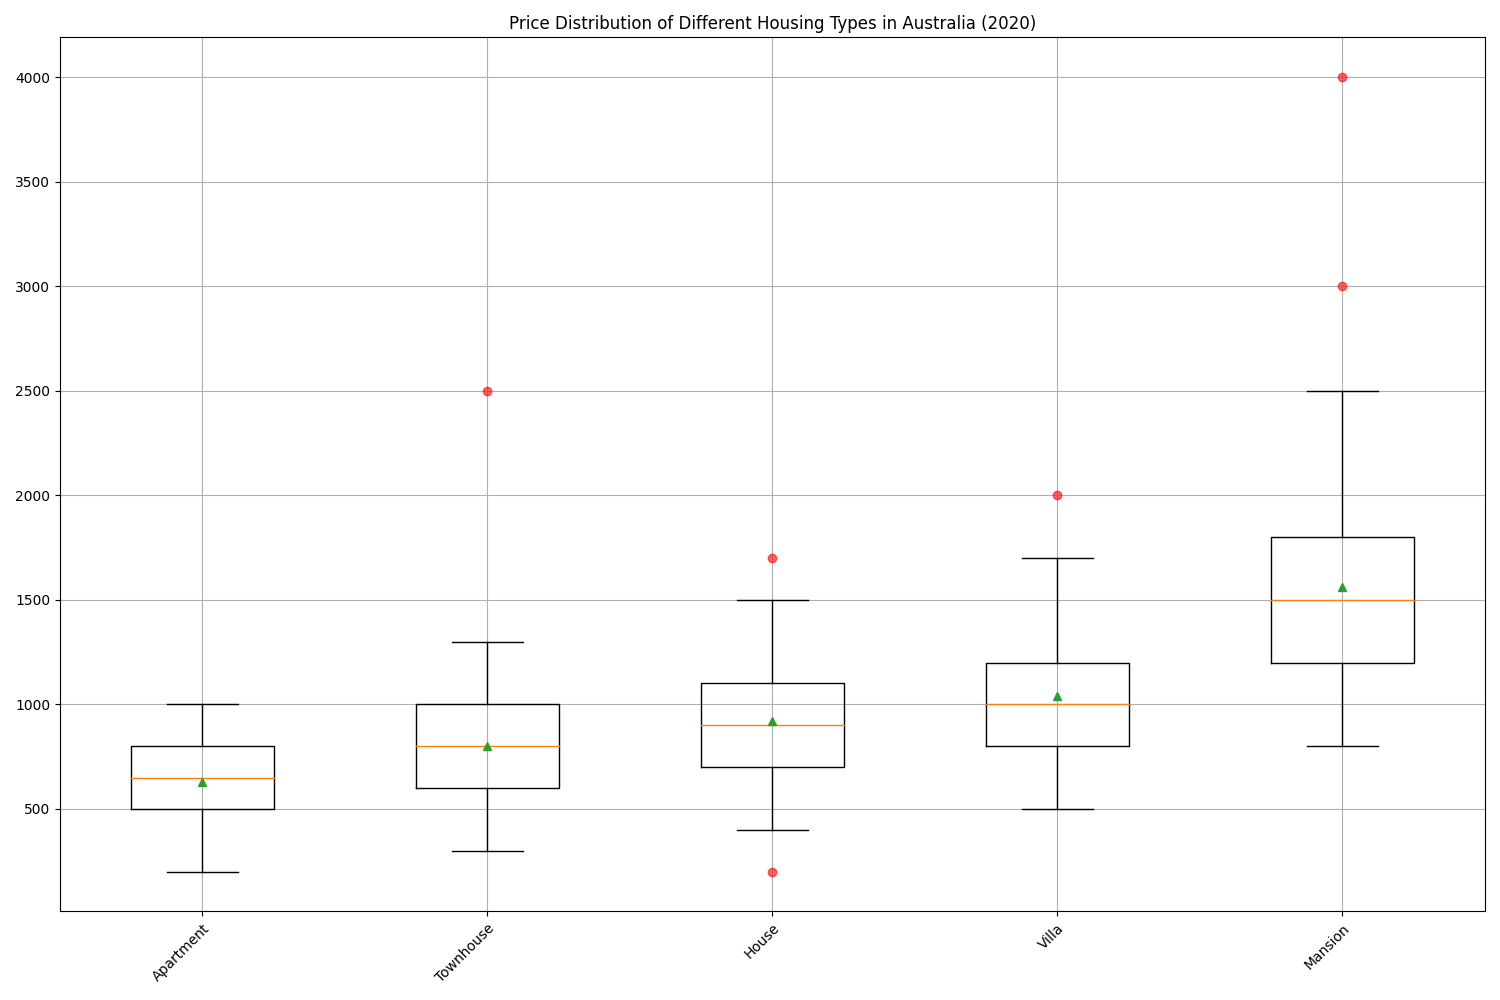 Price Distribution of Different Housing Types in Australia (2020)
4000
3500
3000
2500
2000
1500
1000
500
Apartment
Townhouse
House
Villa
Mansion